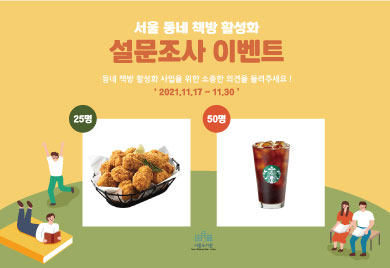 서울 동네 책방 활성화
설문조사 이벤트
동네 책방 활성화 사업을 위한 소중한 의견을 들려주세요 !
' 2021.11.17 ~ 11.30 '
25명
50명